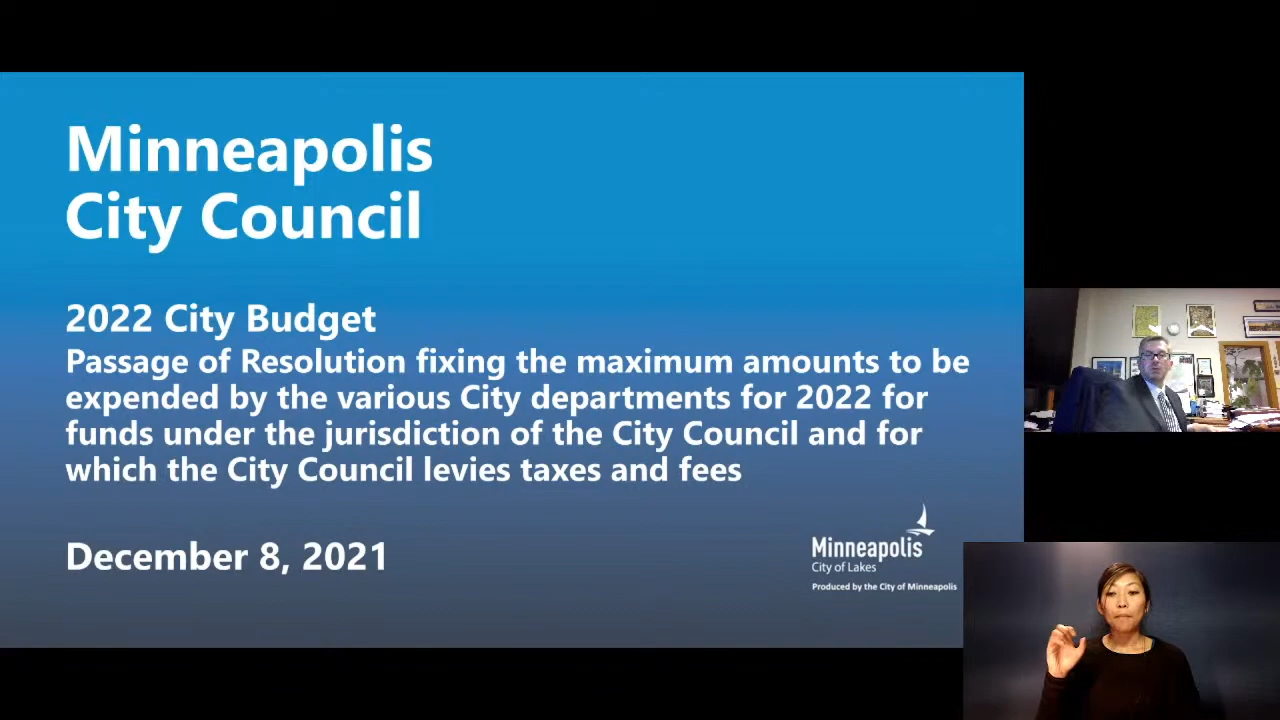 Minneapolis
City Council
2022 City Budget
Passage of Resolution fixing the maximum amounts to be
expended by the various City departments for 2022 for
funds under the jurisdiction of the City Council and for
which the City Council levies taxes and fees
December 8, 2021
Minneapolis
City of Lakes
Produced by the City of Minneapolis